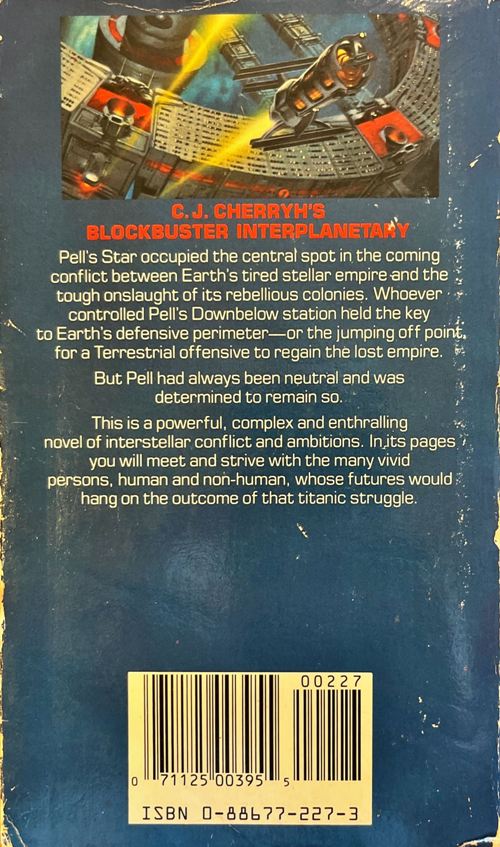 C.J. CHERRYH'S
BLOCKBUSTER INTERPLANETARY
Pell's Star occupied the central spot in the coming
conflict between Earth's tired stellar empire and the
tough onslaught of its rebellious colonies. Whoever
controlled Pell's Downbelow station held the key
to Earth's defensive perimeter—or the jumping off point
for a Terrestrial offensive to regain the lost empire.
But Pell had always been neutral and was
determined to remain so.
This is a powerful, complex and enthralling
novel of interstellar conflict and ambitions. In its pages
you will meet and strive with the many vivid
persons, human and non-human, whose futures would
hang on the outcome of that titanic struggle.
00227
0 71125 00395 5
ISBN 0-88677-227-3